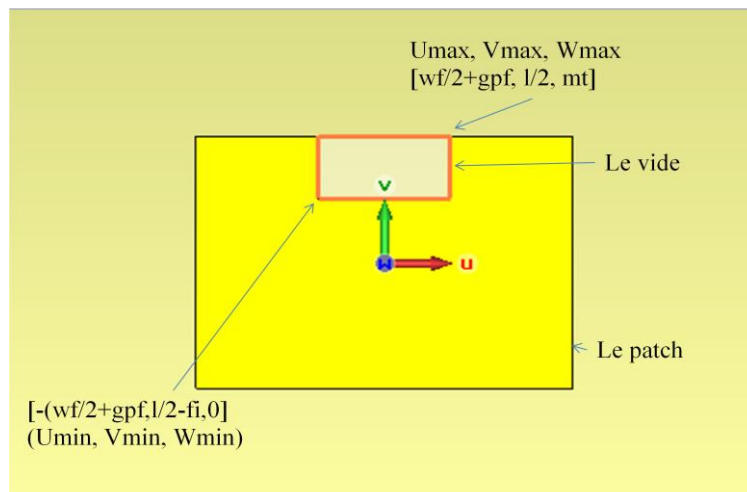 Umax, Vmax, Wmax
[wf/2+gpf, l/2, mt]
Le vide
v
w
u
Le patch
[-(wf/2+gpf,l/2-fi,0]
(Umin, Vmin, Wmin)